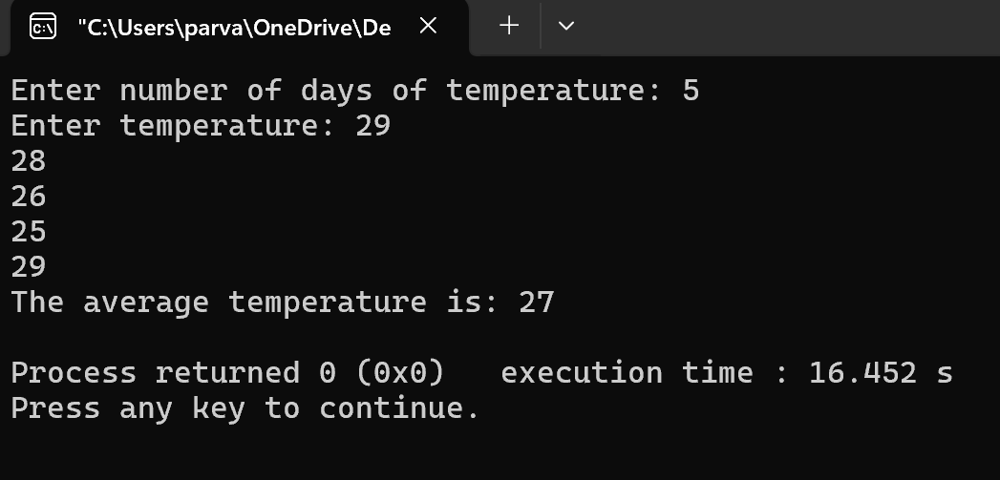 "C:\Users\parva\OneDrive\De
Enter number of days of temperature: 5
Enter temperature: 29
28
26
25
29
The average temperature is: 27
Process returned 0 (0x0)   execution time : 16.452 s
Press any key to continue.